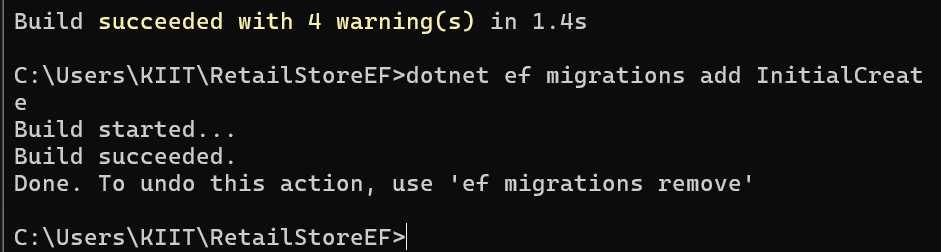 Build succeeded with 4 warning(s) in 1.4s
C:\Users\KIIT\RetailStoreEF>dotnet ef migrations add InitialCreat
e
Build started...
Build succeeded.
Done. To undo this action, use 'ef migrations remove'
C:\Users\KIIT\RetailStoreEF>